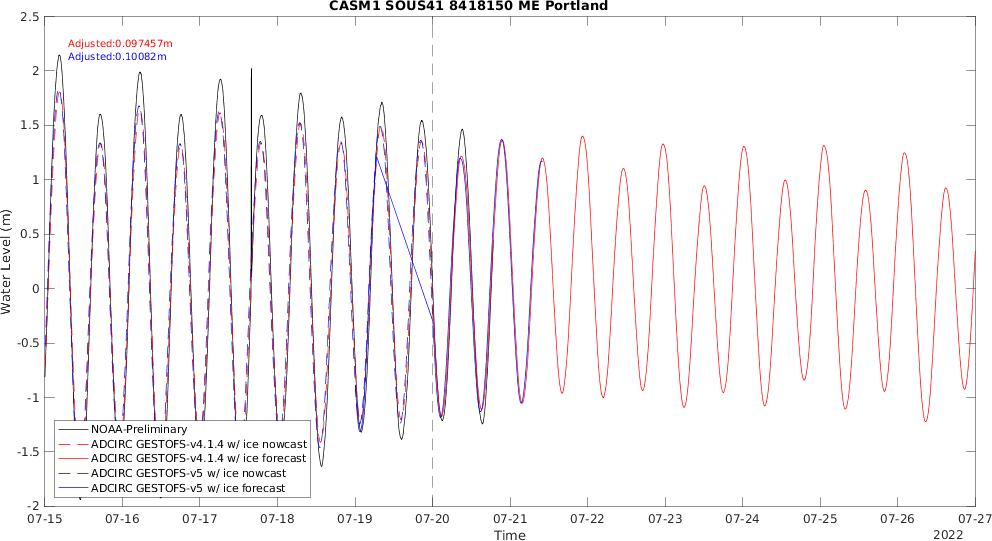 CASM1 SOUS41 8418150 ME Portland
Adjusted:0.097457m
Adjusted:0.10082m
2.5
2
1.5
1
0.5
0
-0.5
-1
-1.5
-2
Water Level (m)
NOAA-Preliminary
ADCIRC GESTOFS-v4.1.4 w/ ice nowcast
ADCIRC GESTOFS-v4.1.4 w/ ice forecast
ADCIRC GESTOFS-v5 w/ ice nowcast
ADCIRC GESTOFS-v5 w/ ice forecast
07-15 07-16 07-17 07-18 07-19 07-20 07-21 07-22 07-23 07-24 07-25 07-26 07-27
Time
2022